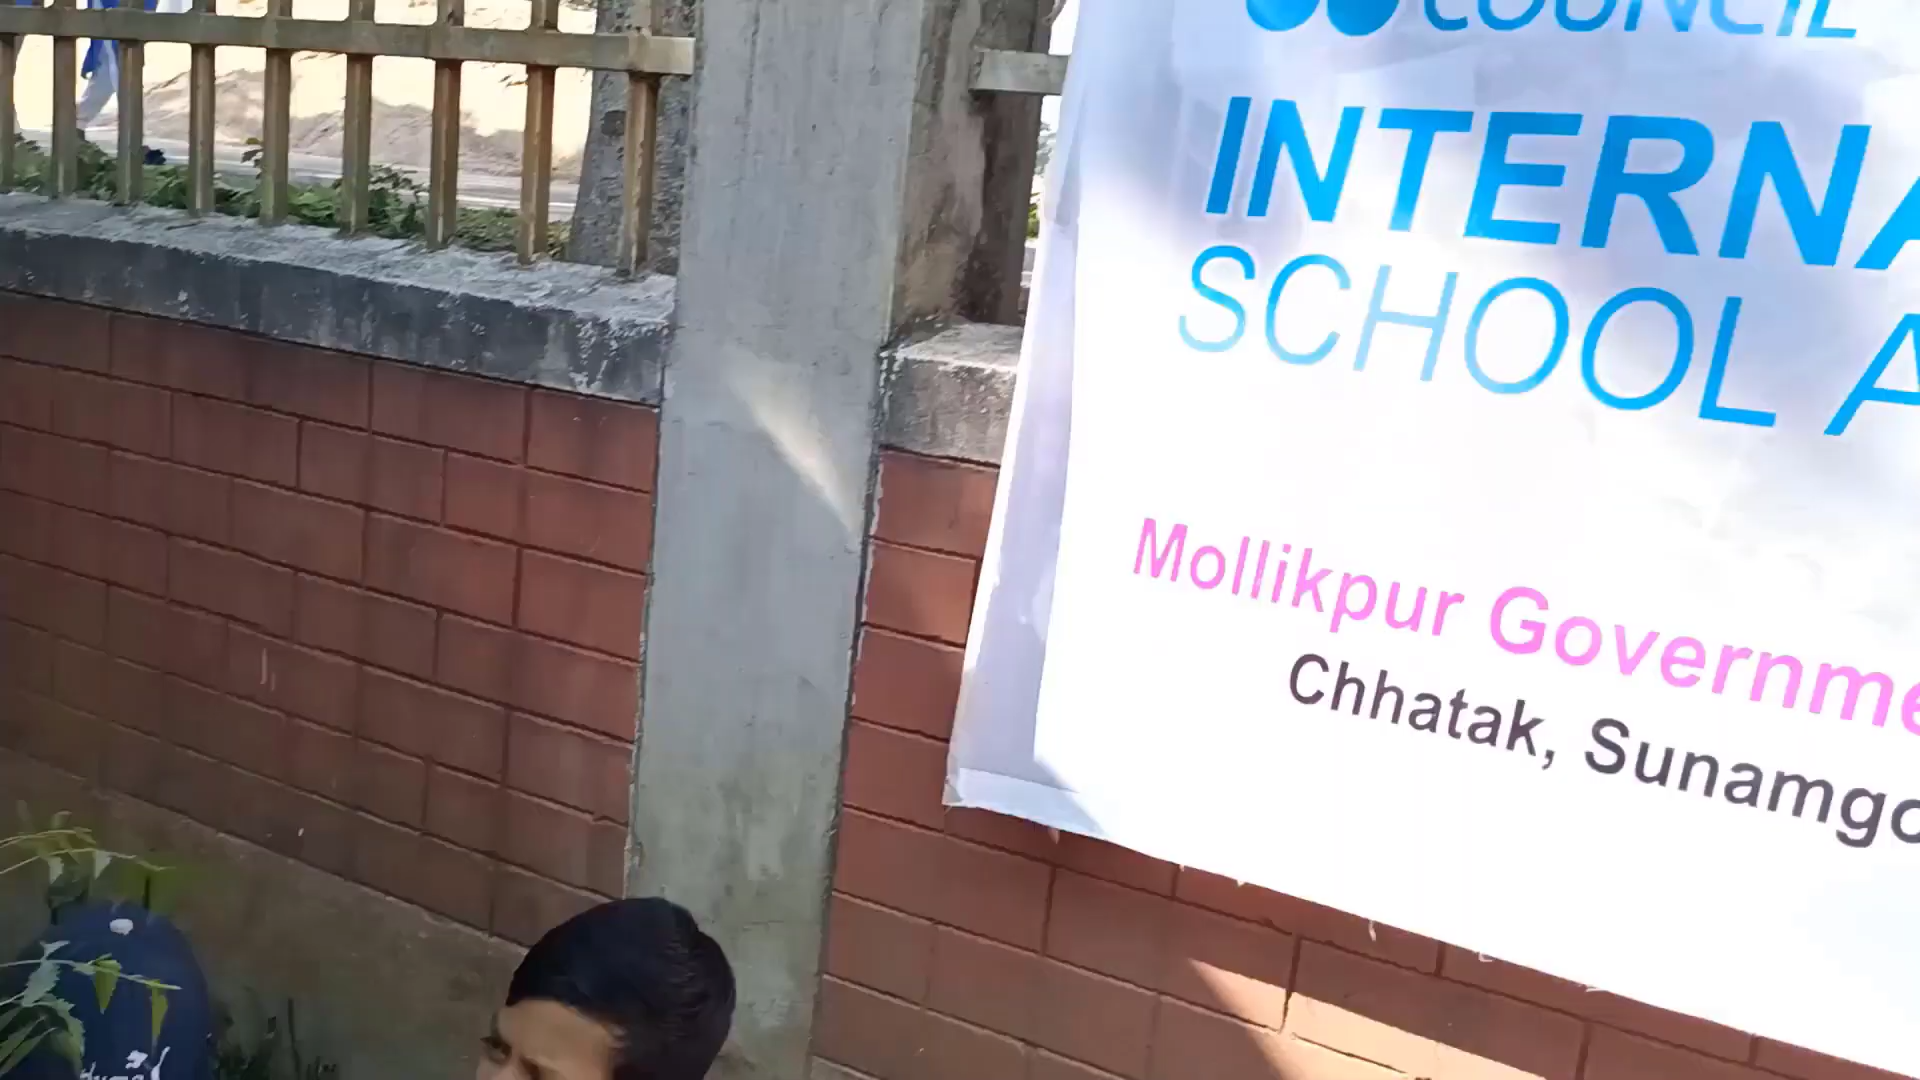 COUNCIL
INTERNA
SCHOOL A
Mollikpur Governme
Chhatak, Sunamgo